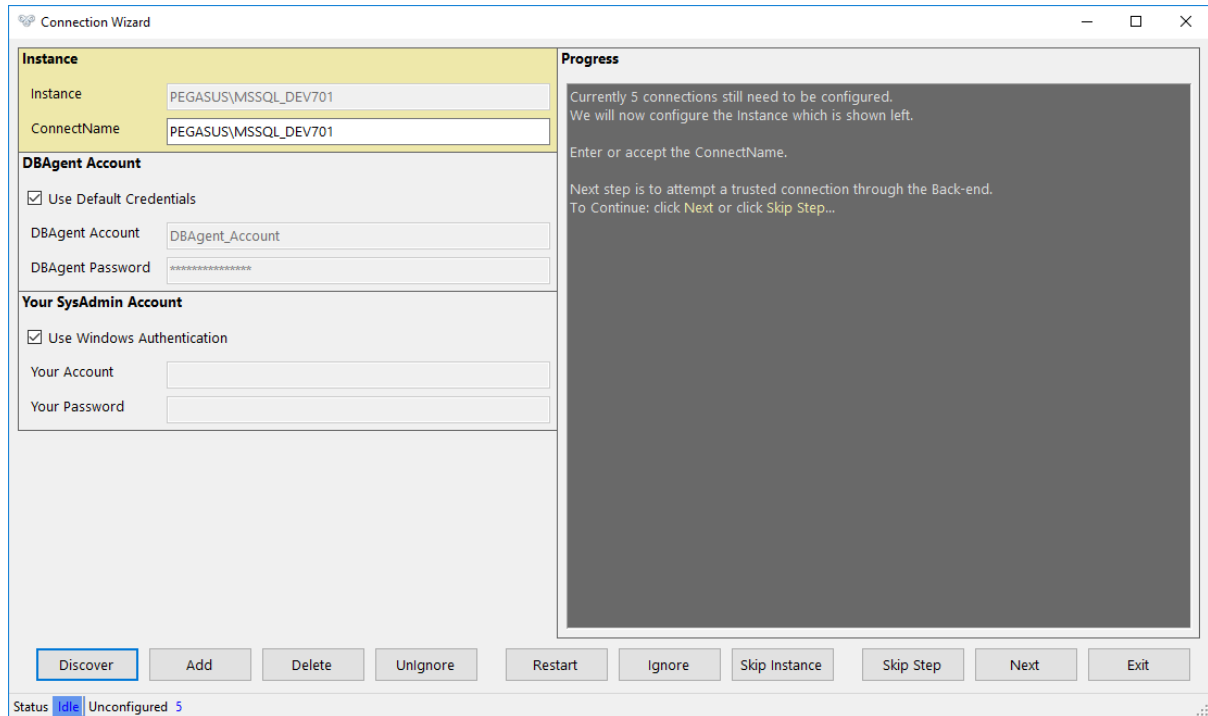 Connection Wizard
Instance
Instance PEGASUS\MSSQL_DEV701
ConnectName PEGASUS\MSSQL_DEV701
DBAgent Account
Use Default Credentials
DBAgent Account DBAgent_Account
DBAgent Password ***************
Your SysAdmin Account
Use Windows Authentication
Your Account
Your Password
Progress
Currently 5 connections still need to be configured.
We will now configure the Instance which is shown left.
Enter or accept the ConnectName.
Next step is to attempt a trusted connection through the Back-end.
To Continue: click Next or click Skip Step...
Discover Add Delete UnIgnore Restart Ignore Skip Instance Skip Step Next Exit
Status Idle Unconfigured 5